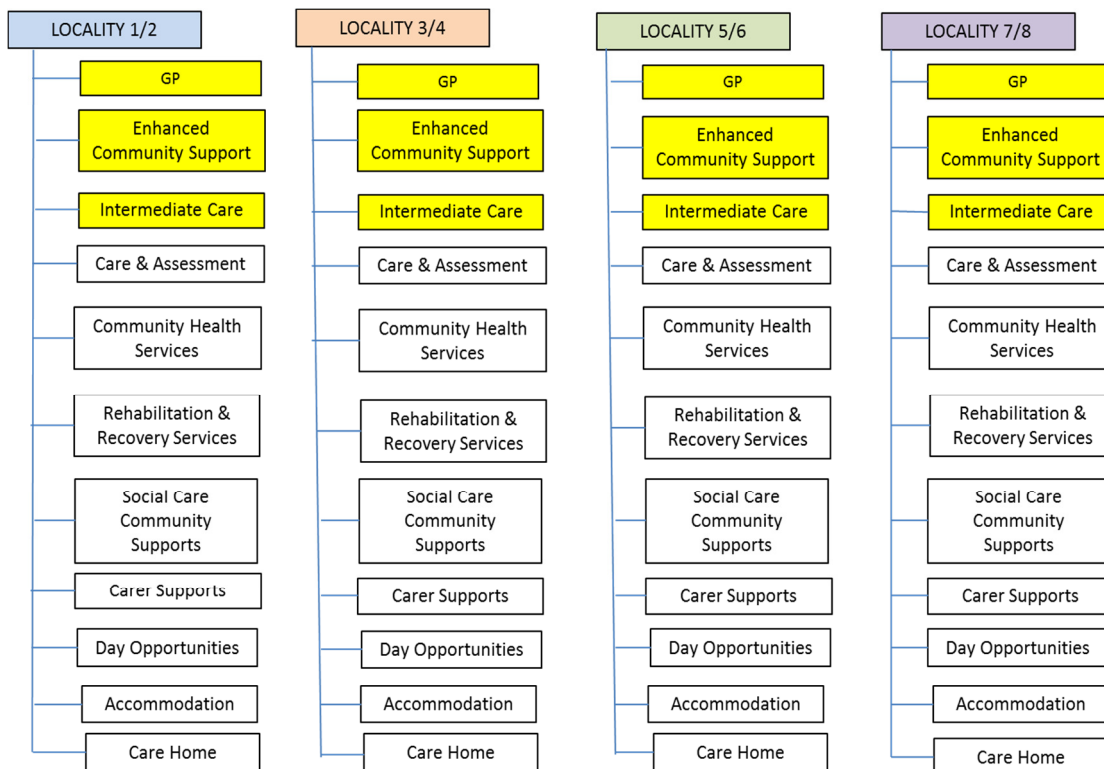 LOCALITY 1/2
GP
Enhanced
Community Support
Intermediate Care
Care & Assessment
Community Health
Services
Rehabilitation &
Recovery Services
Social Care
Community
Supports
Carer Supports
Day Opportunities
Accommodation
Care Home
LOCALITY 3/4
GP
Enhanced
Community Support
Intermediate Care
Care & Assessment
Community Health
Services
Rehabilitation &
Recovery Services
Social Care
Community
Supports
Carer Supports
Day Opportunities
Accommodation
Care Home
LOCALITY 5/6
GP
Enhanced
Community Support
Intermediate Care
Care & Assessment
Community Health
Services
Rehabilitation &
Recovery Services
Social Care
Community
Supports
Carer Supports
Day Opportunities
Accommodation
Care Home
LOCALITY 7/8
GP
Enhanced
Community Support
Intermediate Care
Care & Assessment
Community Health
Services
Rehabilitation &
Recovery Services
Social Care
Community
Supports
Carer Supports
Day Opportunities
Accommodation
Care Home